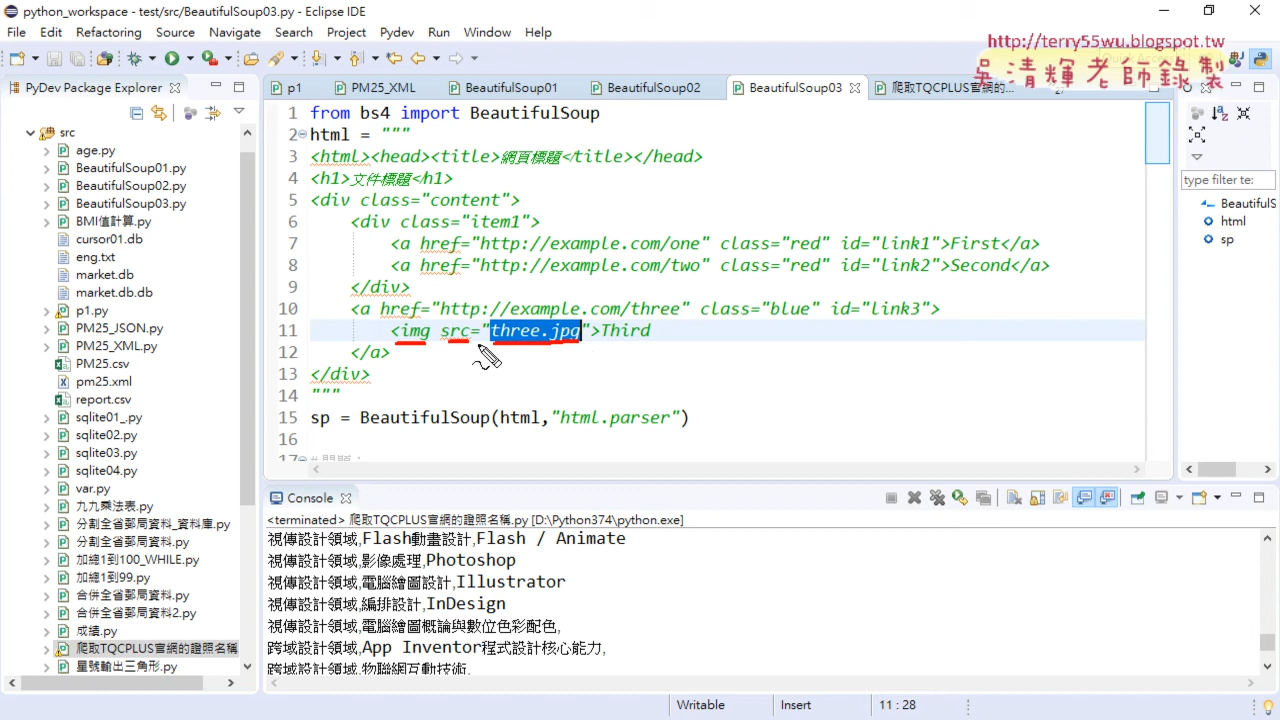 python_workspace - test/src/BeautifulSoup03.py - Eclipse IDE
File Edit Refactoring Source Navigate Search Project Pydev Run Window Help
http://terry55wu.blogspot.tw
吳清輝老師錄製
PyDev Package Explorer
p1 PM25_XML BeautifulSoup01 BeautifulSoup02 BeautifulSoup03 爬取TQCPLUS官網的...
src
age.py
BeautifulSoup01.py
BeautifulSoup02.py
BeautifulSoup03.py
BMI值計算.py
cursor01.db
eng.txt
market.db
market.db.db
p1.py
PM25_JSON.py
PM25_XML.py
PM25.csv
pm25.xml
report.csv
sqlite01_.py
sqlite02.py
sqlite03.py
sqlite04.py
var.py
九九乘法表.py
分割全省郵局資料_資料庫.py
分割全省郵局資料.py
加總1到100_WHILE.py
加總1到99.py
合併全省郵局資料.py
合併全省郵局資料2.py
成績.py
爬取TQCPLUS官網的證照名稱
星號輸出三角形.py
1 from bs4 import BeautifulSoup
2 html = """
3 <html><head><title>網頁標題</title></head>
4 <h1>文件標題</h1>
5 <div class="content">
6 <div class="item1">
7 <a href="http://example.com/one" class="red" id="link1">First</a>
8 <a href="http://example.com/two" class="red" id="link2">Second</a>
9 </div>
10 <a href="http://example.com/three" class="blue" id="link3">
11 <img src="three.jpg">Third
12 </a>
13 </div>
14 """
15 sp = BeautifulSoup(html,"html.parser")
16
17
type filter te:
BeautifulS
html
sp
Console
<terminated> 爬取TQCPLUS官網的證照名稱.py [D:\Python374\python.exe]
視傳設計領域,Flash動畫設計,Flash / Animate
視傳設計領域,影像處理,Photoshop
視傳設計領域,電腦繪圖設計,Illustrator
視傳設計領域,編排設計,InDesign
視傳設計領域,電腦繪圖概論與數位色彩配色,
跨域設計領域,App Inventor程式設計核心能力,
跨域設計領域,物聯網互動技術,
Writable Insert 11 : 28